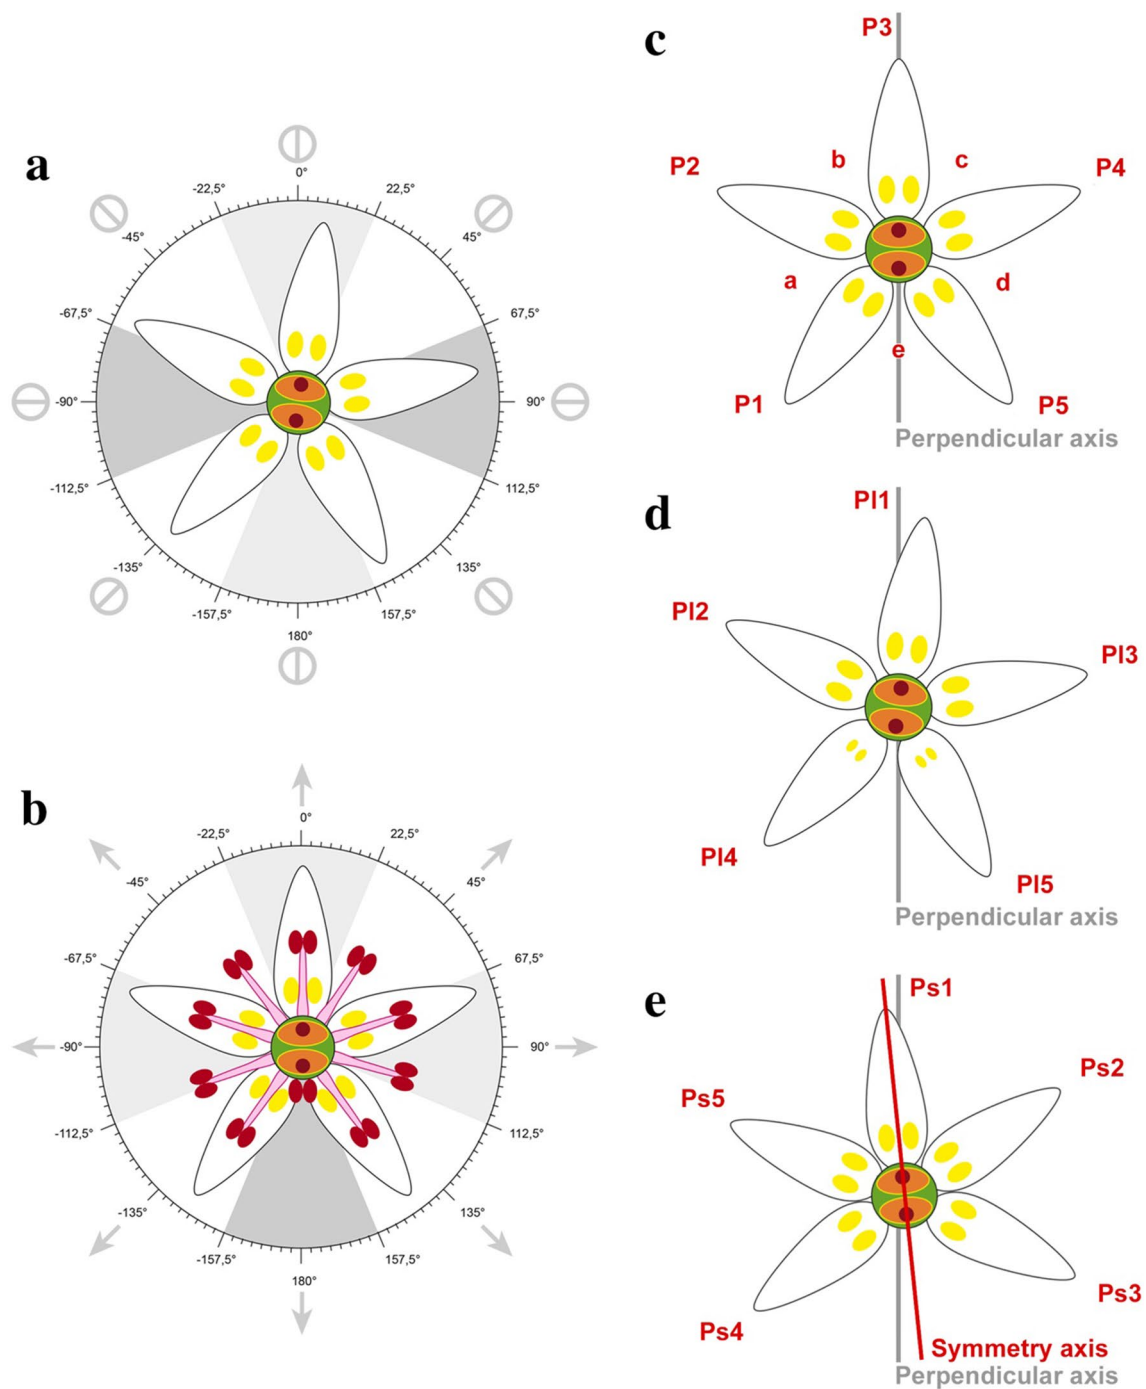 a
0°
-22,5°
22,5°
-45°
45°
-67,5°
67,5°
-90°
90°
-112,5°
112,5°
-135°
135°
-157,5°
157,5°
180°
b
0°
-22,5°
22,5°
-45°
45°
-67,5°
67,5°
-90°
90°
-112,5°
112,5°
-135°
135°
-157,5°
157,5°
180°
c
P3
P2
b
c
P4
a
d
e
P1
P5
Perpendicular axis
d
Pl1
Pl2
Pl3
Pl4
Pl5
Perpendicular axis
e
Ps1
Ps5
Ps2
Ps4
Ps3
Symmetry axis
Perpendicular axis